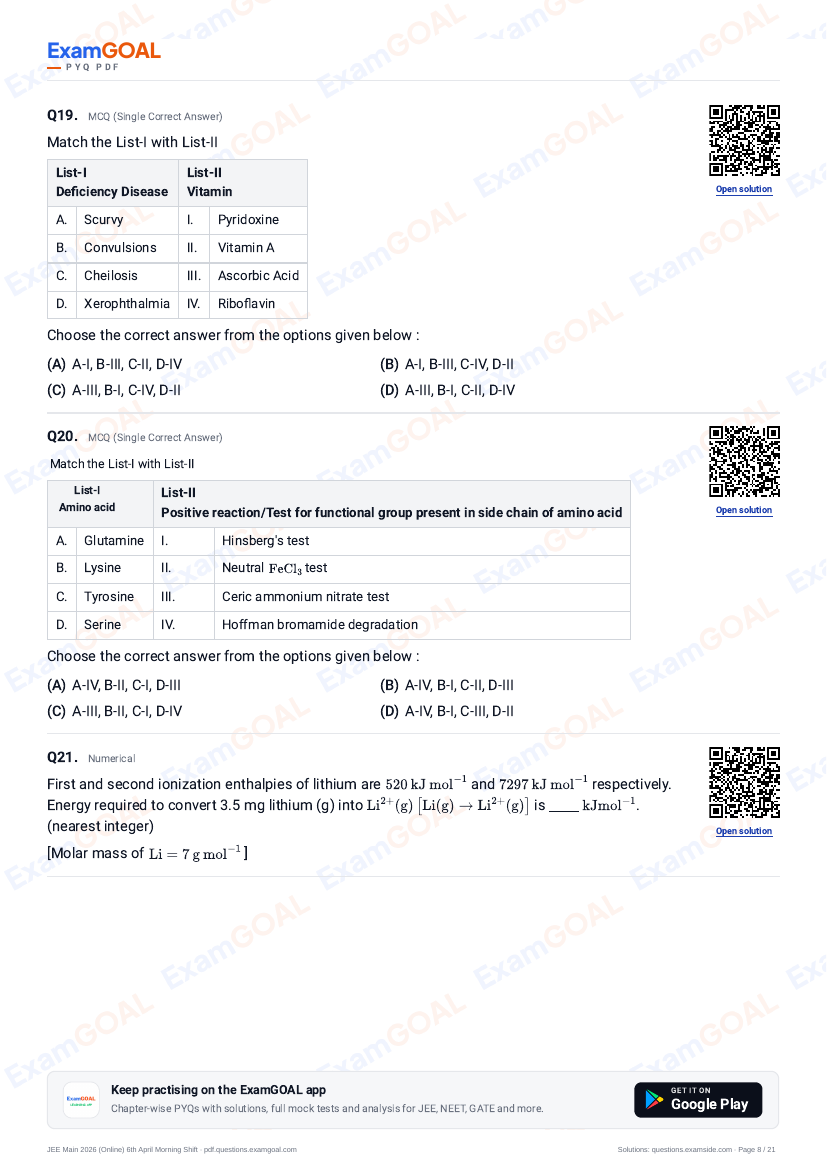 ExamGOAL
PYQ PDF
Q19. MCQ (Single Correct Answer)
Open solution
Match the List-I with List-II
List-I List-II
Deficiency Disease Vitamin
A. Scurvy I. Pyridoxine
B. Convulsions II. Vitamin A
C. Cheilosis III. Ascorbic Acid
D. Xerophthalmia IV. Riboflavin
Choose the correct answer from the options given below :
(A) A-I, B-III, C-II, D-IV (B) A-I, B-III, C-IV, D-II
(C) A-III, B-I, C-IV, D-II (D) A-III, B-I, C-II, D-IV
Q20. MCQ (Single Correct Answer)
Open solution
Match the List-I with List-II
List-I List-II
Amino acid Positive reaction/Test for functional group present in side chain of amino acid
A. Glutamine I. Hinsberg's test
B. Lysine II. Neutral FeCl₃ test
C. Tyrosine III. Ceric ammonium nitrate test
D. Serine IV. Hoffman bromamide degradation
Choose the correct answer from the options given below :
(A) A-IV, B-II, C-I, D-III (B) A-IV, B-I, C-II, D-III
(C) A-III, B-II, C-I, D-IV (D) A-IV, B-I, C-III, D-II
Q21. Numerical
Open solution
First and second ionization enthalpies of lithium are 520 kJ mol⁻¹ and 7297 kJ mol⁻¹ respectively.
Energy required to convert 3.5 mg lithium (g) into Li²⁺(g) [Li(g) → Li²⁺(g)] is ____ kJmol⁻¹.
(nearest integer)
[Molar mass of Li = 7 g mol⁻¹ ]
Keep practising on the ExamGOAL app
Chapter-wise PYQs with solutions, full mock tests and analysis for JEE, NEET, GATE and more.
GET IT ON
Google Play
JEE Main 2026 (Online) 6th April Morning Shift · pdf.questions.examgoal.com
Solutions: questions.examside.com · Page 8 / 21